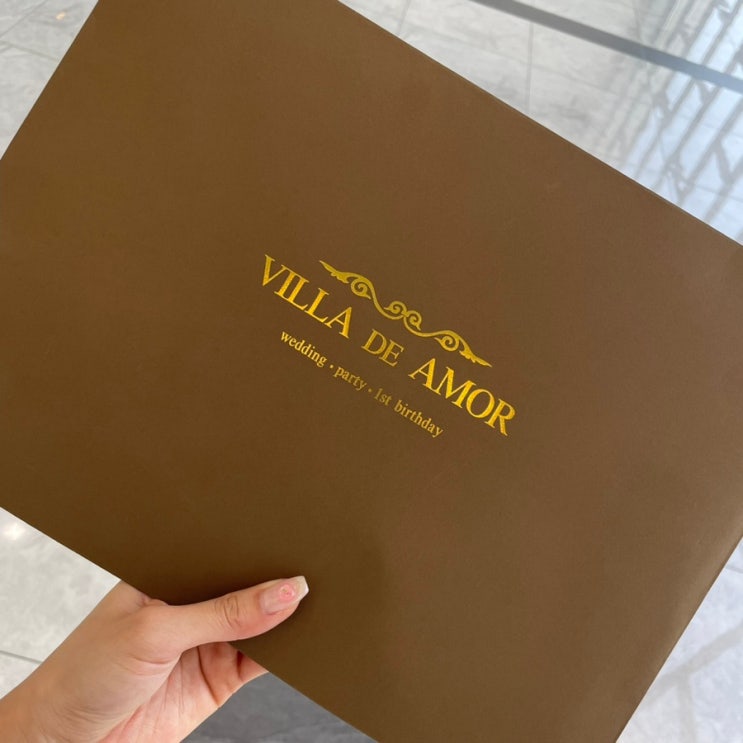 VILLA DE AMOR
wedding · party · 1st birthday